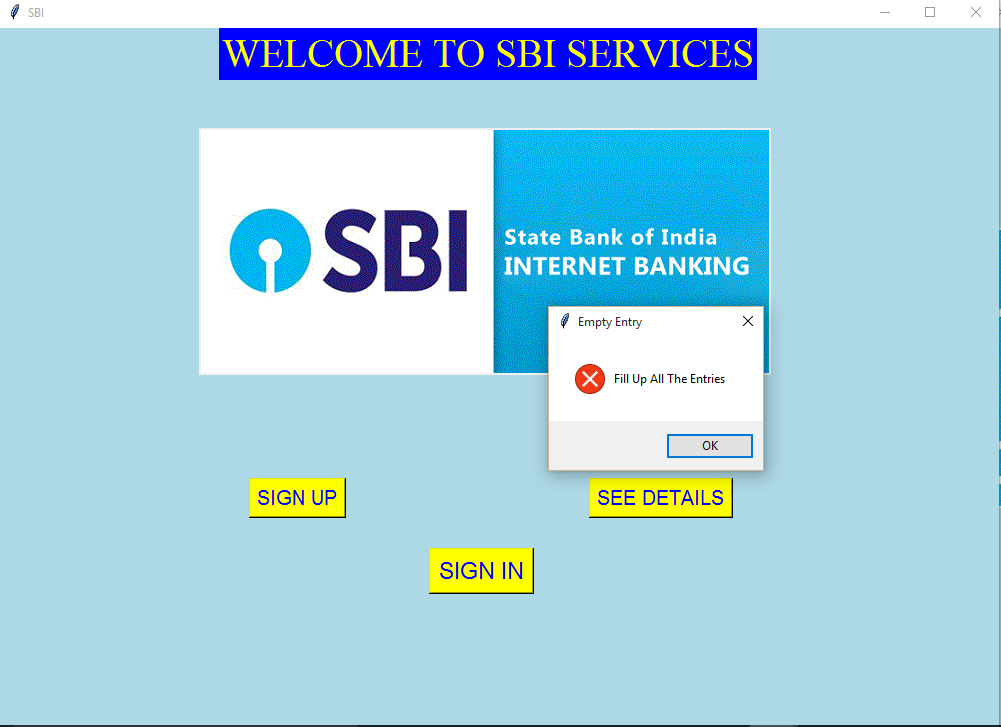 SBI
WELCOME TO SBI SERVICES
SBI
State Bank of India
INTERNET BANKING
Empty Entry
Fill Up All The Entries
OK
SIGN UP
SEE DETAILS
SIGN IN